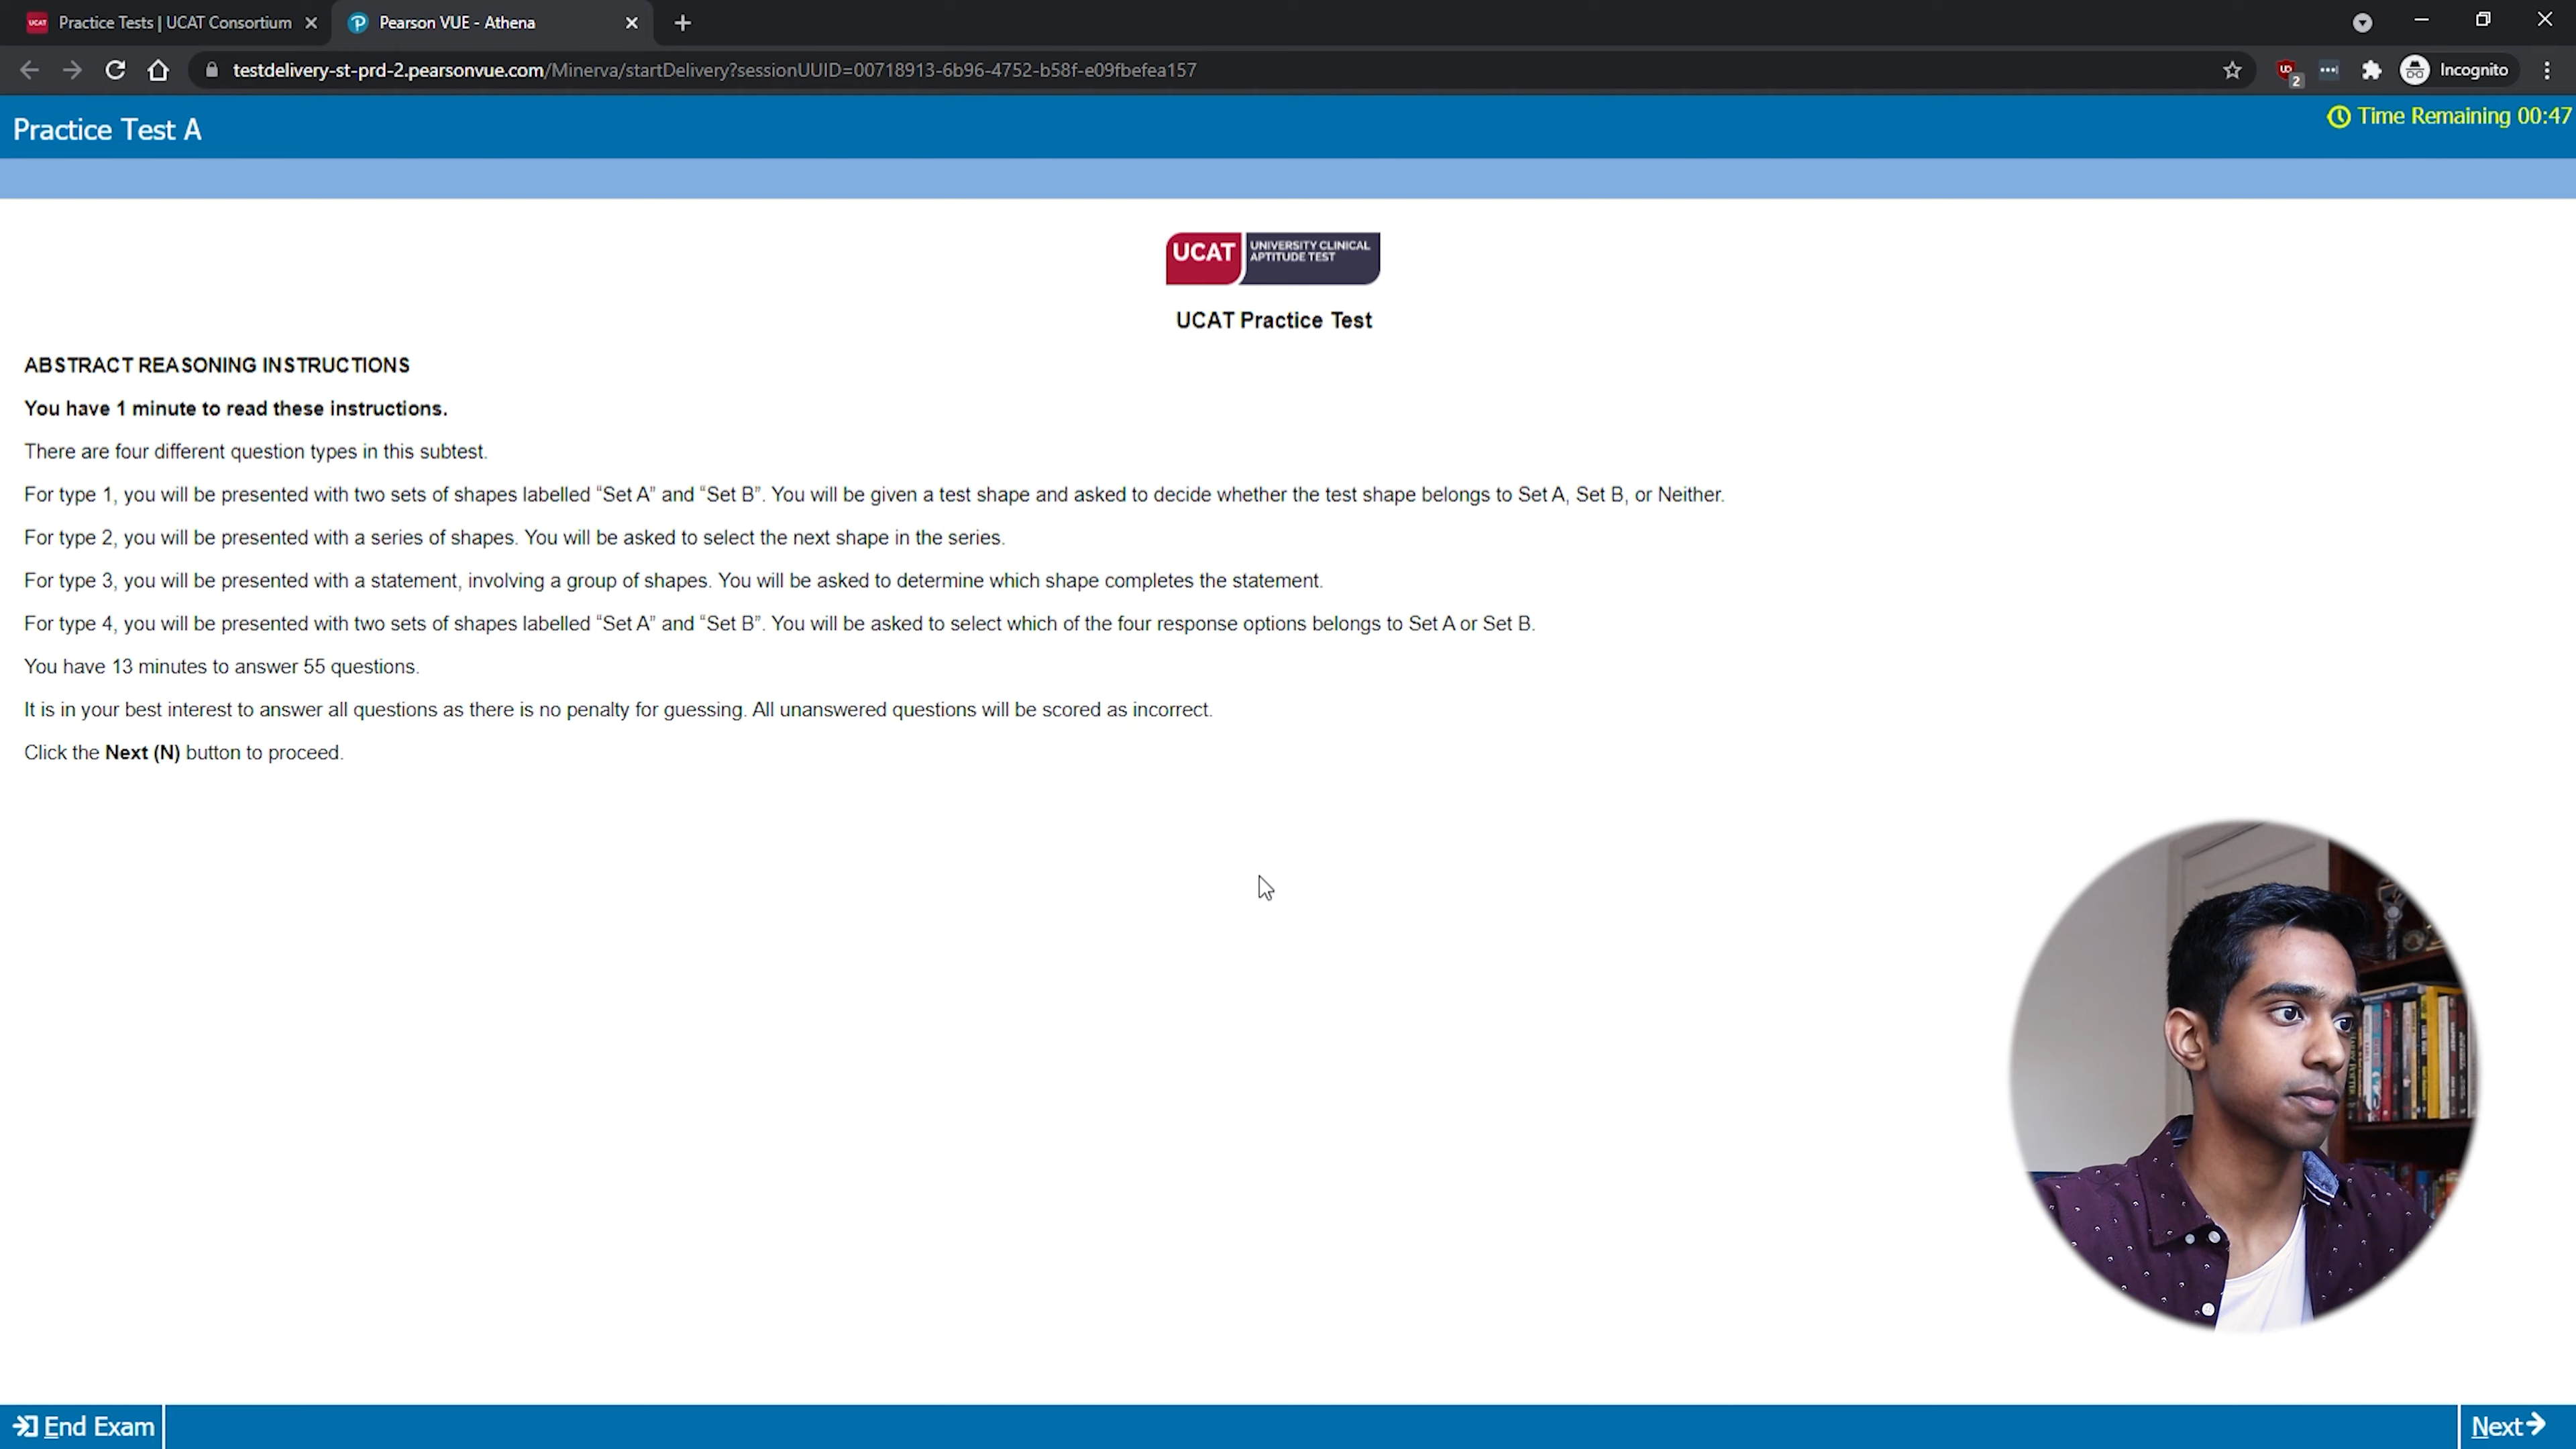 UCAT Practice Tests | UCAT Consortium
Pearson VUE - Athena
testdelivery-st-prd-2.pearsonvue.com/Minerva/startDelivery?sessionUUID=00718913-6b96-4752-b58f-e09fbefea157
2
Incognito
Practice Test A
Time Remaining 00:47
UCAT UNIVERSITY CLINICAL
APTITUDE TEST
UCAT Practice Test
ABSTRACT REASONING INSTRUCTIONS
You have 1 minute to read these instructions.
There are four different question types in this subtest.
For type 1, you will be presented with two sets of shapes labelled “Set A” and “Set B”. You will be given a test shape and asked to decide whether the test shape belongs to Set A, Set B, or Neither.
For type 2, you will be presented with a series of shapes. You will be asked to select the next shape in the series.
For type 3, you will be presented with a statement, involving a group of shapes. You will be asked to determine which shape completes the statement.
For type 4, you will be presented with two sets of shapes labelled “Set A” and “Set B”. You will be asked to select which of the four response options belongs to Set A or Set B.
You have 13 minutes to answer 55 questions.
It is in your best interest to answer all questions as there is no penalty for guessing. All unanswered questions will be scored as incorrect.
Click the Next (N) button to proceed.
End Exam
Next